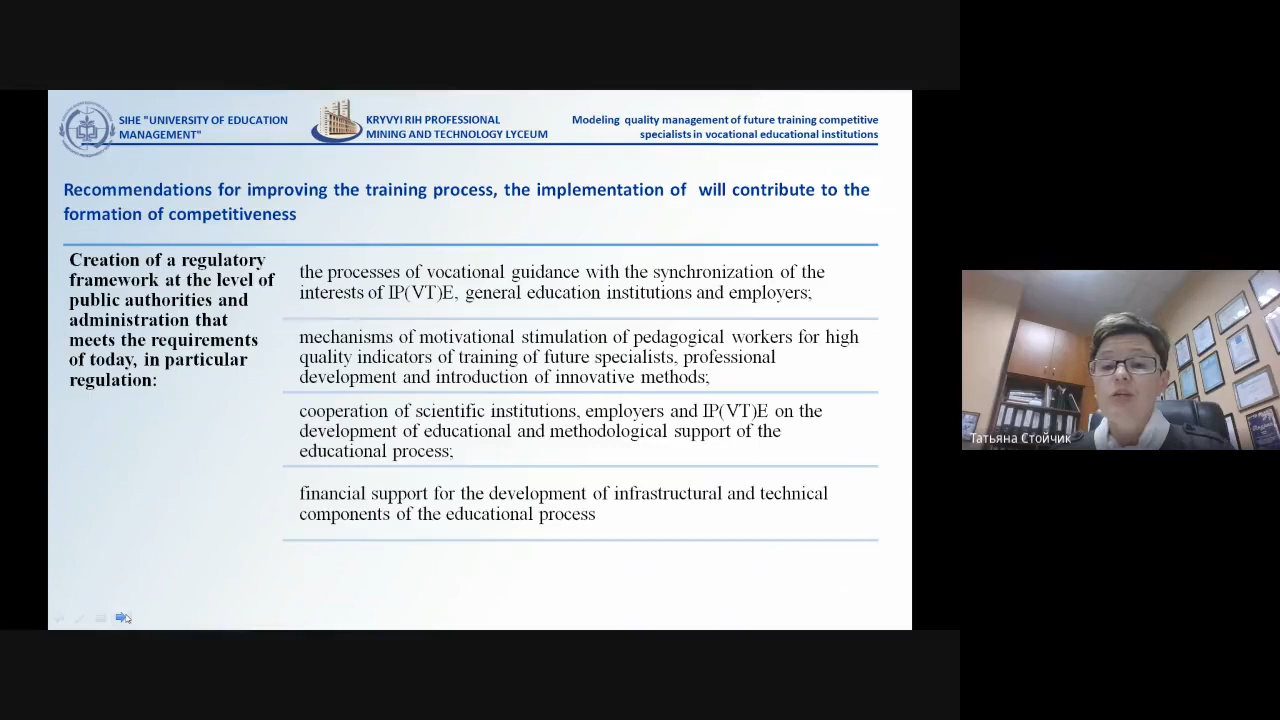 SIHE "UNIVERSITY OF EDUCATION
MANAGEMENT"
KRYVYI RIH PROFESSIONAL
MINING AND TECHNOLOGY LYCEUM
Modeling quality management of future training competitive
specialists in vocational educational institutions
Recommendations for improving the training process, the implementation of will contribute to the
formation of competitiveness
Creation of a regulatory
framework at the level of
public authorities and
administration that
meets the requirements
of today, in particular
regulation:
the processes of vocational guidance with the synchronization of the
interests of IP(VT)E, general education institutions and employers;
mechanisms of motivational stimulation of pedagogical workers for high
quality indicators of training of future specialists, professional
development and introduction of innovative methods;
cooperation of scientific institutions, employers and IP(VT)E on the
development of educational and methodological support of the
educational process;
financial support for the development of infrastructural and technical
components of the educational process
Татьяна Стойчик